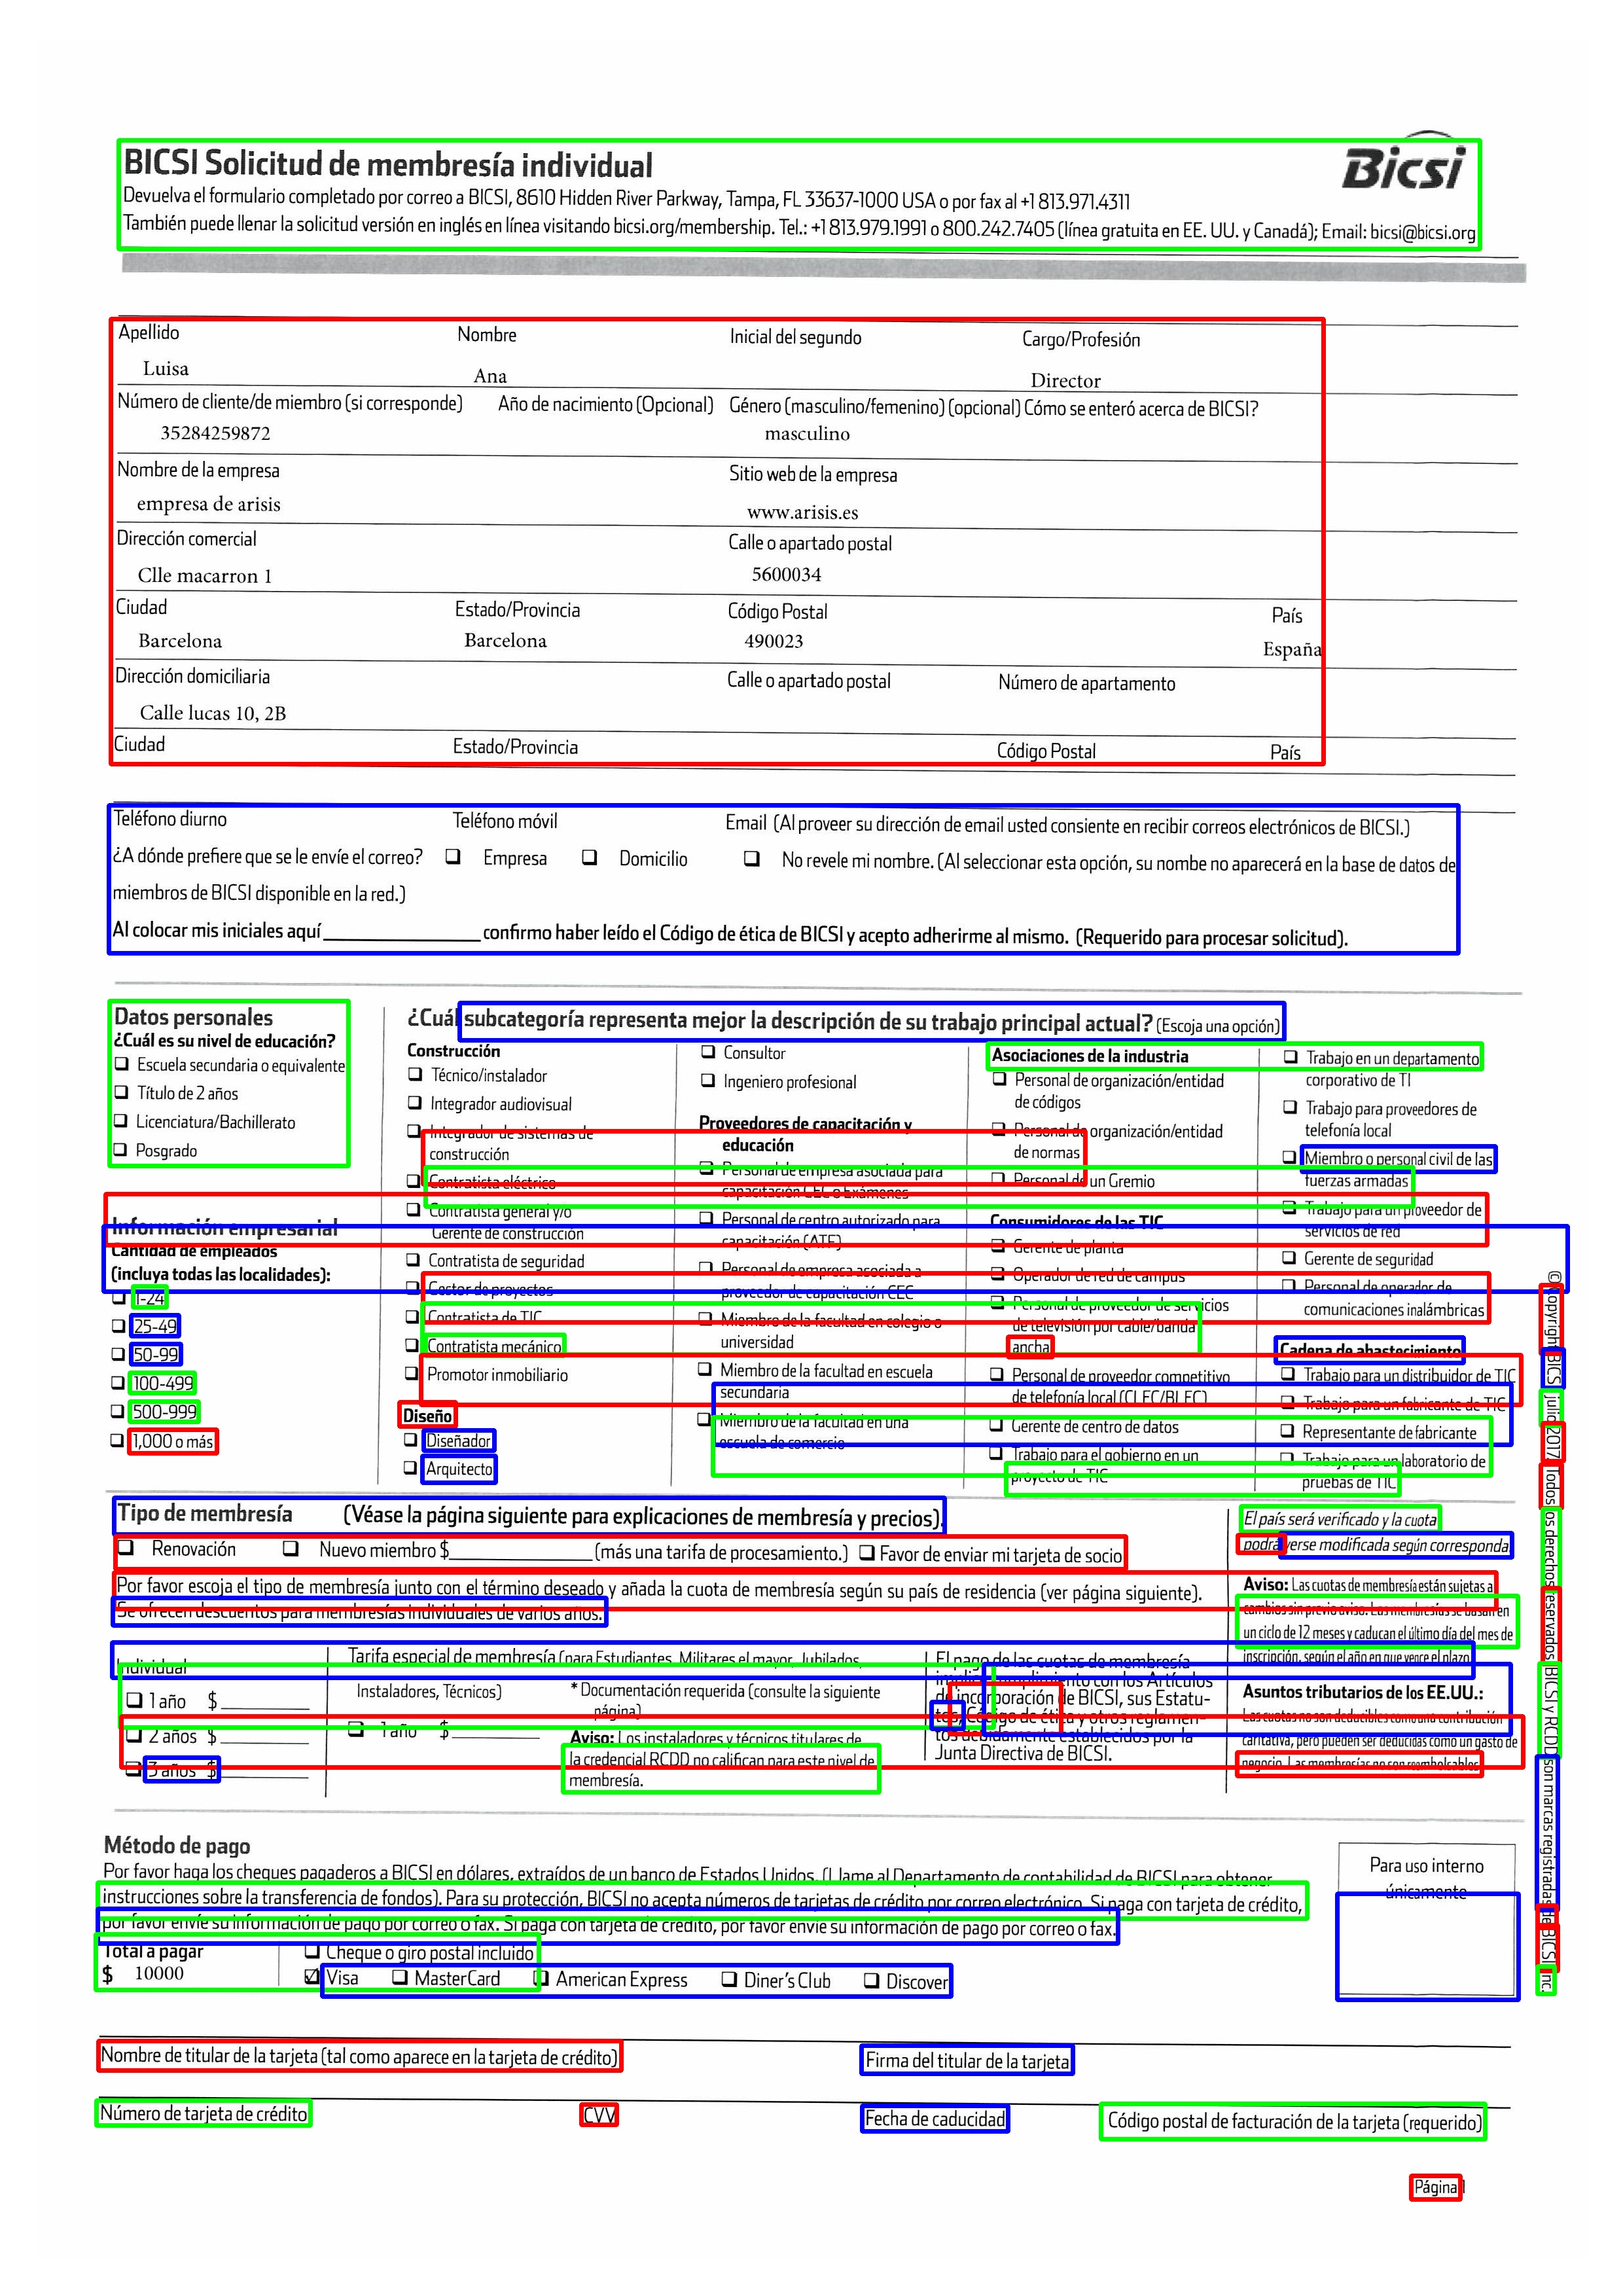 BICSI Solicitud de membresía individual
Bicsi
Devuelva el formulario completado por correo a BICSI, 8610 Hidden River Parkway, Tampa, FL 33637-1000 USA o por fax al +1 813.971.4311
También puede llenar la solicitud versión en inglés en línea visitando bicsi.org/membership. Tel.: +1 813.979.1991 o 800.242.7405 (línea gratuita en EE. UU. y Canadá); Email: bicsi@bicsi.org
Apellido Nombre Inicial del segundo Cargo/Profesión
Luisa Ana Director
Número de cliente/de miembro (si corresponde) Año de nacimiento (Opcional) Género (masculino/femenino) (opcional) Cómo se enteró acerca de BICSI?
35284259872 masculino
Nombre de la empresa Sitio web de la empresa
empresa de arisis www.arisis.es
Dirección comercial Calle o apartado postal
Clle macarron 1 5600034
Ciudad Estado/Provincia Código Postal País
Barcelona Barcelona 490023 España
Dirección domiciliaria Calle o apartado postal Número de apartamento
Calle lucas 10, 2B
Ciudad Estado/Provincia Código Postal País
Teléfono diurno Teléfono móvil Email (Al proveer su dirección de email usted consiente en recibir correos electrónicos de BICSI.)
¿A dónde prefiere que se le envíe el correo? ❑ Empresa ❑ Domicilio ❑ No revele mi nombre. (Al seleccionar esta opción, su nombe no aparecerá en la base de datos de
miembros de BICSI disponible en la red.)
Al colocar mis iniciales aquí ________________ confirmo haber leído el Código de ética de BICSI y acepto adherirme al mismo. (Requerido para procesar solicitud).
Datos personales
¿Cuál es su nivel de educación?
❑ Escuela secundaria o equivalente
❑ Título de 2 años
❑ Licenciatura/Bachillerato
❑ Posgrado
Información empresarial
Cantidad de empleados
(incluya todas las localidades):
❑ 1-24
❑ 25-49
❑ 50-99
❑ 100-499
❑ 500-999
❑ 1,000 o más
¿Cuál subcategoría representa mejor la descripción de su trabajo principal actual? (Escoja una opción)
Construcción
❑ Técnico/instalador
❑ Integrador audiovisual
❑ Integrador de sistemas de
construcción
❑ Contratista eléctrico
❑ Contratista general y/o
Gerente de construcción
❑ Contratista de seguridad
❑ Gestor de proyectos
❑ Contratista de TIC
❑ Contratista mecánico
❑ Promotor inmobiliario
Diseño
❑ Diseñador
❑ Arquitecto
❑ Consultor
❑ Ingeniero profesional
Proveedores de capacitación y
educación
❑ Personal de empresa asociada para
capacitación CEC o Exámenes
❑ Personal de centro autorizado para
capacitación (ATF)
❑ Personal de empresa asociada a
proveedor de capacitación CEC
❑ Miembro de la facultad en colegio o
universidad
❑ Miembro de la facultad en escuela
secundaria
❑ Miembro de la facultad en una
escuela de comercio
Asociaciones de la industria
❑ Personal de organización/entidad
de códigos
❑ Personal de organización/entidad
de normas
❑ Personal de un Gremio
Consumidores de las TIC
❑ Gerente de planta
❑ Operador de red de campus
❑ Personal de proveedor de servicios
de televisión por cable/banda
ancha
❑ Personal de proveedor competitivo
de telefonía local (CLEC/BLEC)
❑ Gerente de centro de datos
❑ Trabajo para el gobierno en un
proyecto de TIC
❑ Trabajo en un departamento
corporativo de TI
❑ Trabajo para proveedores de
telefonía local
❑ Miembro o personal civil de las
fuerzas armadas
❑ Trabajo para un proveedor de
servicios de red
❑ Gerente de seguridad
❑ Personal de operador de
comunicaciones inalámbricas
Cadena de abastecimiento
❑ Trabajo para un distribuidor de TIC
❑ Trabajo para un fabricante de TIC
❑ Representante de fabricante
❑ Trabajo para un laboratorio de
pruebas de TIC
Tipo de membresía (Véase la página siguiente para explicaciones de membresía y precios).
❑ Renovación ❑ Nuevo miembro $________________ (más una tarifa de procesamiento.) ❑ Favor de enviar mi tarjeta de socio
Por favor escoja el tipo de membresía junto con el término deseado y añada la cuota de membresía según su país de residencia (ver página siguiente).
Se ofrecen descuentos para membresías individuales de varios años.
Individual
❑ 1 año $ __________
❑ 2 años $ __________
❑ 3 años $ __________
Tarifa especial de membresía (para Estudiantes, Militares el mayor, Jubilados,
Instaladores, Técnicos)
❑ 1 año $ __________
* Documentación requerida (consulte la siguiente
página)
Aviso: Los instaladores y técnicos titulares de
la credencial RCDD no califican para este nivel de
membresía.
El pago de las cuotas de membresía
implica cumplimiento con los Artículos
de incorporación de BICSI, sus Estatu-
tos, Código de ética y otros reglamen-
tos debidamente establecidos por la
Junta Directiva de BICSI.
El país será verificado y la cuota
podrá verse modificada según corresponda
Aviso: Las cuotas de membresía están sujetas a
cambios sin previo aviso. Las membresías se basan en
un ciclo de 12 meses y caducan el último día del mes de
inscripción, según el año en que vence el plazo
Asuntos tributarios de los EE.UU.:
Las cuotas no son deducibles como una contribución
caritativa, pero pueden ser deducidas como un gasto de
negocio. Las membresías no son reembolsables
Método de pago
Por favor haga los cheques pagaderos a BICSI en dólares, extraídos de un banco de Estados Unidos. (Llame al Departamento de contabilidad de BICSI para obtener
instrucciones sobre la transferencia de fondos). Para su protección, BICSI no acepta números de tarjetas de crédito por correo electrónico. Si paga con tarjeta de crédito,
por favor envíe su información de pago por correo o fax. Si paga con tarjeta de crédito, por favor envíe su información de pago por correo o fax.
Total a pagar
$ 10000
❑ Cheque o giro postal incluido
☑ Visa ❑ MasterCard ❑ American Express ❑ Diner's Club ❑ Discover
Para uso interno
únicamente
Nombre de titular de la tarjeta (tal como aparece en la tarjeta de crédito) Firma del titular de la tarjeta
Número de tarjeta de crédito CVV Fecha de caducidad Código postal de facturación de la tarjeta (requerido)
Página 1
© Copyright BICSI, julio 2017. Todos los derechos reservados. BICSI y RCDD son marcas registradas de BICSI, Inc.